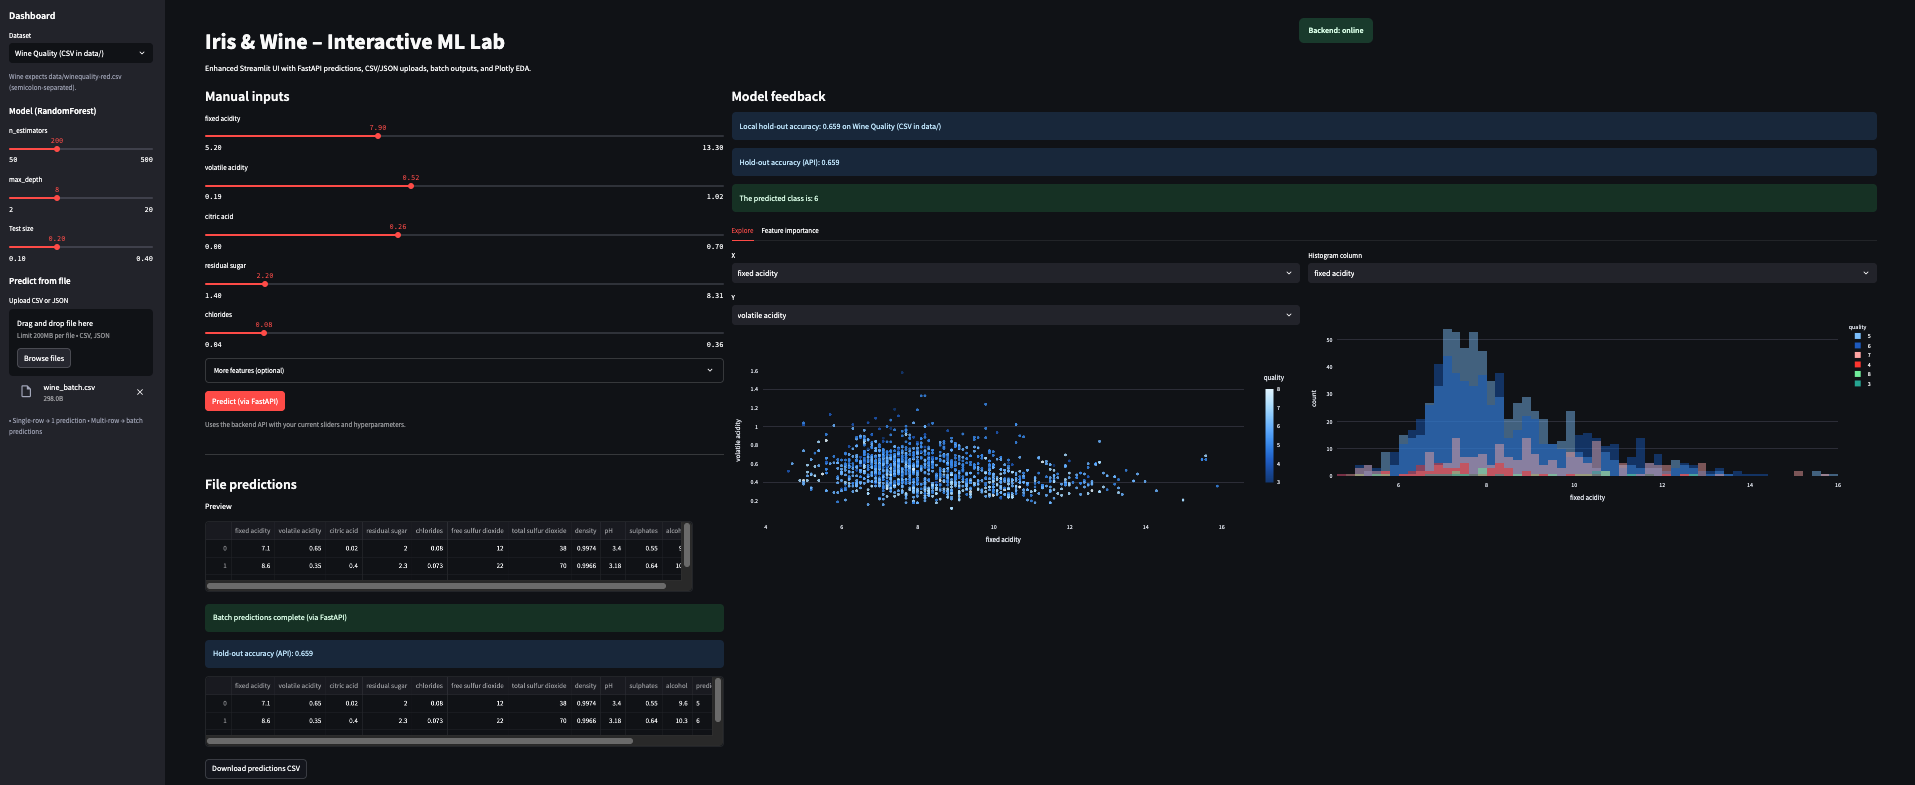 Dashboard
Dataset
Wine Quality (CSV in data/)
Wine expects data/winequality-red.csv
(semicolon-separated).
Model (RandomForest)
n_estimators
200
50 500
max_depth
8
2 20
Test size
0.20
0.10 0.40
Predict from file
Upload CSV or JSON
Drag and drop file here
Limit 200MB per file • CSV, JSON
Browse files
wine_batch.csv
298.0B
• Single-row → 1 prediction • Multi-row → batch
predictions
Backend: online
Iris & Wine – Interactive ML Lab
Enhanced Streamlit UI with FastAPI predictions, CSV/JSON uploads, batch outputs, and Plotly EDA.
Manual inputs
fixed acidity
7.90
5.20 13.30
volatile acidity
0.52
0.19 1.02
citric acid
0.26
0.00 0.70
residual sugar
2.20
1.40 8.31
chlorides
0.08
0.04 0.36
More features (optional)
Predict (via FastAPI)
Uses the backend API with your current sliders and hyperparameters.
File predictions
Preview
fixed acidity volatile acidity citric acid residual sugar chlorides free sulfur dioxide total sulfur dioxide density pH sulphates alcoh
0 7.1 0.65 0.02 2 0.08 12 38 0.9974 3.4 0.55 9
1 8.6 0.35 0.4 2.3 0.073 22 70 0.9966 3.18 0.64 10
Batch predictions complete (via FastAPI)
Hold-out accuracy (API): 0.659
fixed acidity volatile acidity citric acid residual sugar chlorides free sulfur dioxide total sulfur dioxide density pH sulphates alcohol predi
0 7.1 0.65 0.02 2 0.08 12 38 0.9974 3.4 0.55 9.6 5
1 8.6 0.35 0.4 2.3 0.073 22 70 0.9966 3.18 0.64 10.3 6
Download predictions CSV
Model feedback
Local hold-out accuracy: 0.659 on Wine Quality (CSV in data/)
Hold-out accuracy (API): 0.659
The predicted class is: 6
Explore Feature importance
X
fixed acidity
Y
volatile acidity
Histogram column
fixed acidity
1.6
1.4
1.2
1
0.8
0.6
0.4
0.2
volatile acidity
4 6 8 10 12 14 16
fixed acidity
quality
8
7
6
5
4
3
50
40
30
20
10
0
count
6 8 10 12 14 16
fixed acidity
quality
5
6
7
4
8
3